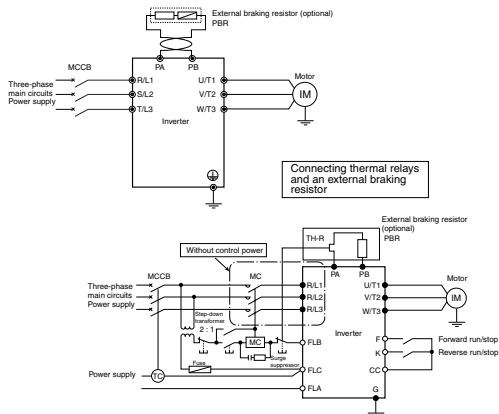 External braking resistor (optional)
PBR
MCCB
PA
PB
Three-phase
main circuits
Power supply
R/L1
S/L2
T/L3
U/T1
V/T2
W/T3
Inverter
Motor
IM
Connecting thermal relays
and an external braking
resistor
External braking resistor
(optional)
PBR
TH-R
Without control power
PA
PB
MCCB
MC
Three-phase
main circuits
Power supply
R/L1
R/L2
R/L3
U/T1
V/T2
W/T3
Motor
IM
Step-down
transformer
2 : 1
Inverter
MC
FLB
F
Forward run/stop
K
Reverse run/stop
Surge
suppressor
Fuse
FLC
CC
Power supply
TC
FLA
G